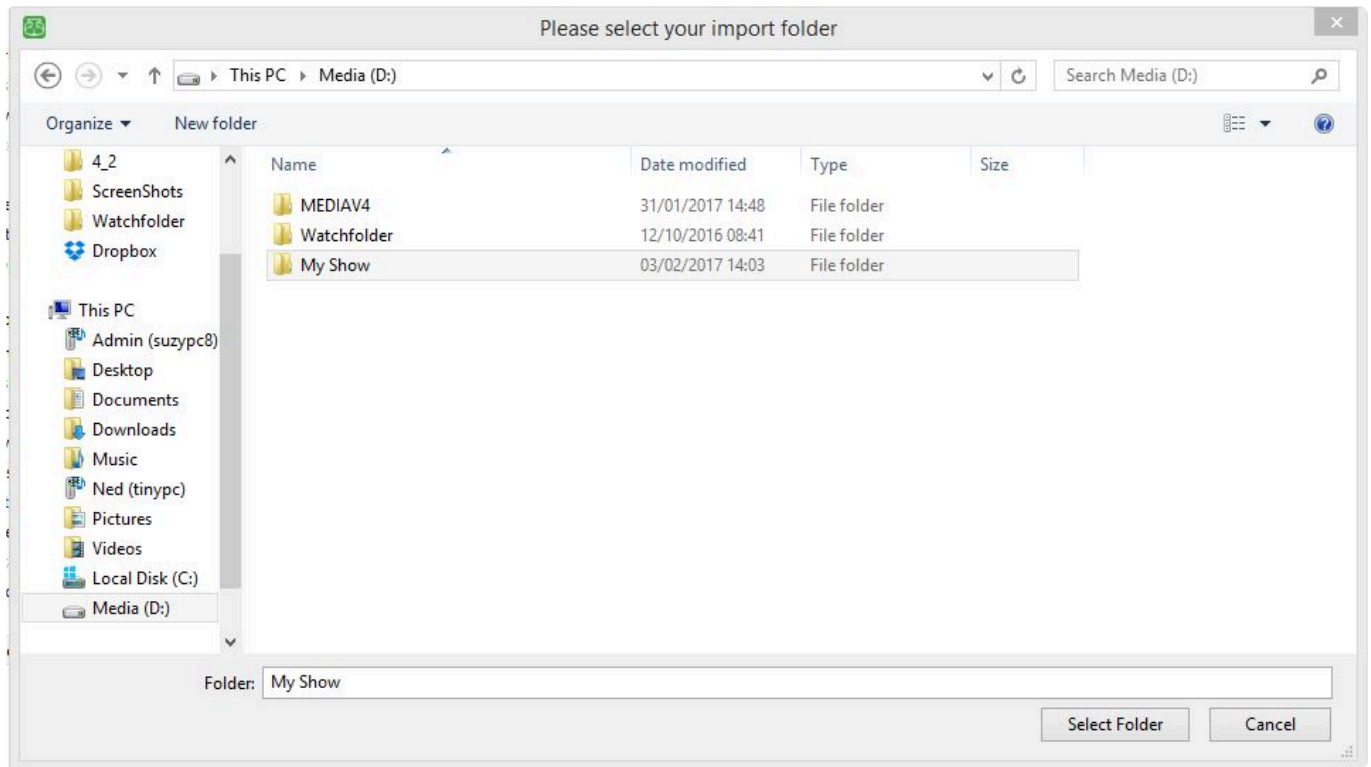 Please select your import folder
This PC Media (D:) Search Media (D:)
Organize New folder
4_2
ScreenShots
Watchfolder
Dropbox
This PC
Admin (suzypc8)
Desktop
Documents
Downloads
Music
Ned (tinypc)
Pictures
Videos
Local Disk (C:)
Media (D:)
Name Date modified Type Size
MEDIAV4 31/01/2017 14:48 File folder
Watchfolder 12/10/2016 08:41 File folder
My Show 03/02/2017 14:03 File folder
Folder: My Show
Select Folder Cancel